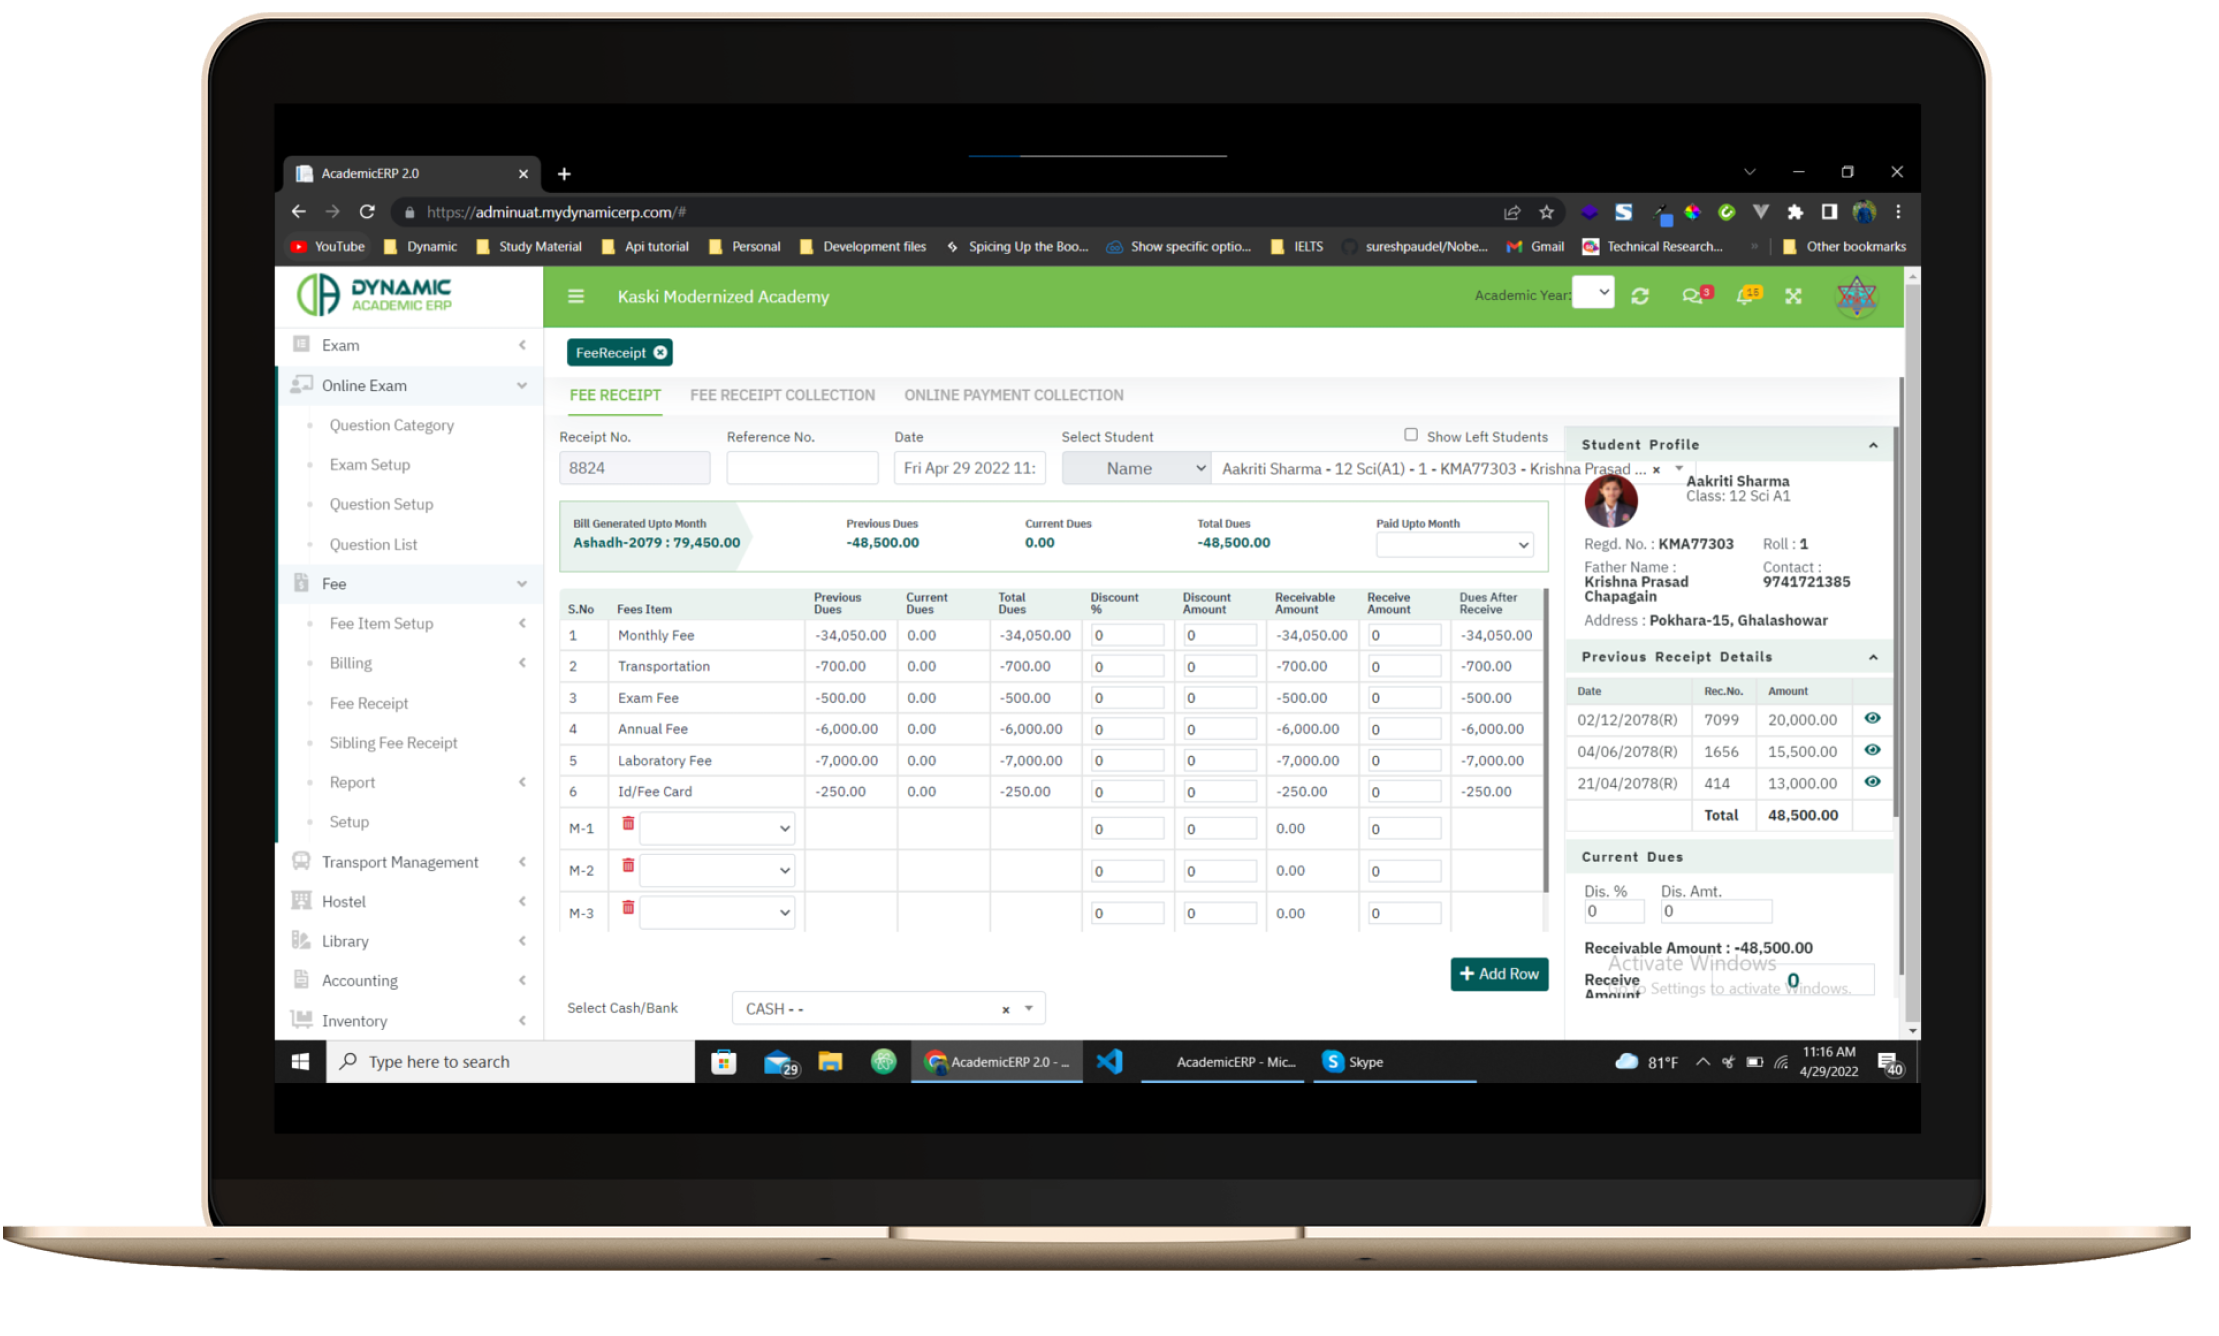 AcademicERP 2.0
https://adminuat.mydynamicerp.com/#
YouTube Dynamic Study Material Api tutorial Personal Development files Spicing Up the Boo... Show specific optio... IELTS sureshpaudel/Nobe... Gmail Technical Resear​ch... » Other bookmarks
DYNAMIC
ACADEMIC ERP
Kaski Modernized Academy
Academic Year:
3
15
Exam
Online Exam
Question Category
Exam Setup
Question Setup
Question List
Fee
Fee Item Setup
Billing
Fee Receipt
Sibling Fee Receipt
Report
Setup
Transport Management
Hostel
Library
Accounting
Inventory
FeeReceipt
FEE RECEIPT FEE RECEIPT COLLECTION ONLINE PAYMENT COLLECTION
Receipt No. Reference No. Date Select Student Show Left Students
8824 Fri Apr 29 2022 11: Name Aakriti Sharma - 12 Sci(A1) - 1 - KMA77303 - Krishna Prasad ... ×
Bill Generated Upto Month Previous Dues Current Dues Total Dues Paid Upto Month
Ashadh-2079 : 79,450.00 -48,500.00 0.00 -48,500.00
S.No Fees Item Previous Dues Current Dues Total Dues Discount % Discount Amount Receivable Amount Receive Amount Dues After Receive
1 Monthly Fee -34,050.00 0.00 -34,050.00 0 0 -34,050.00 0 -34,050.00
2 Transportation -700.00 0.00 -700.00 0 0 -700.00 0 -700.00
3 Exam Fee -500.00 0.00 -500.00 0 0 -500.00 0 -500.00
4 Annual Fee -6,000.00 0.00 -6,000.00 0 0 -6,000.00 0 -6,000.00
5 Laboratory Fee -7,000.00 0.00 -7,000.00 0 0 -7,000.00 0 -7,000.00
6 Id/Fee Card -250.00 0.00 -250.00 0 0 -250.00 0 -250.00
M-1 0 0 0.00 0
M-2 0 0 0.00 0
M-3 0 0 0.00 0
+ Add Row
Select Cash/Bank CASH - - ×
Student Profile
Aakriti Sharma
Class: 12 Sci A1
Regd. No. : KMA77303 Roll : 1
Father Name : Krishna Prasad Chapagain
Contact : 9741721385
Address : Pokhara-15, Ghalashowar
Previous Receipt Details
Date Rec.No. Amount
02/12/2078(R) 7099 20,000.00
04/06/2078(R) 1656 15,500.00
21/04/2078(R) 414 13,000.00
Total 48,500.00
Current Dues
Dis. % Dis. Amt.
0 0
Receivable Amount : -48,500.00
Receive Amount 0
Activate Windows
Go to Settings to activate Windows.
Type here to search
29
AcademicERP 2.0 - ...
AcademicERP - Mic...
Skype
81°F
11:16 AM
4/29/2022
40